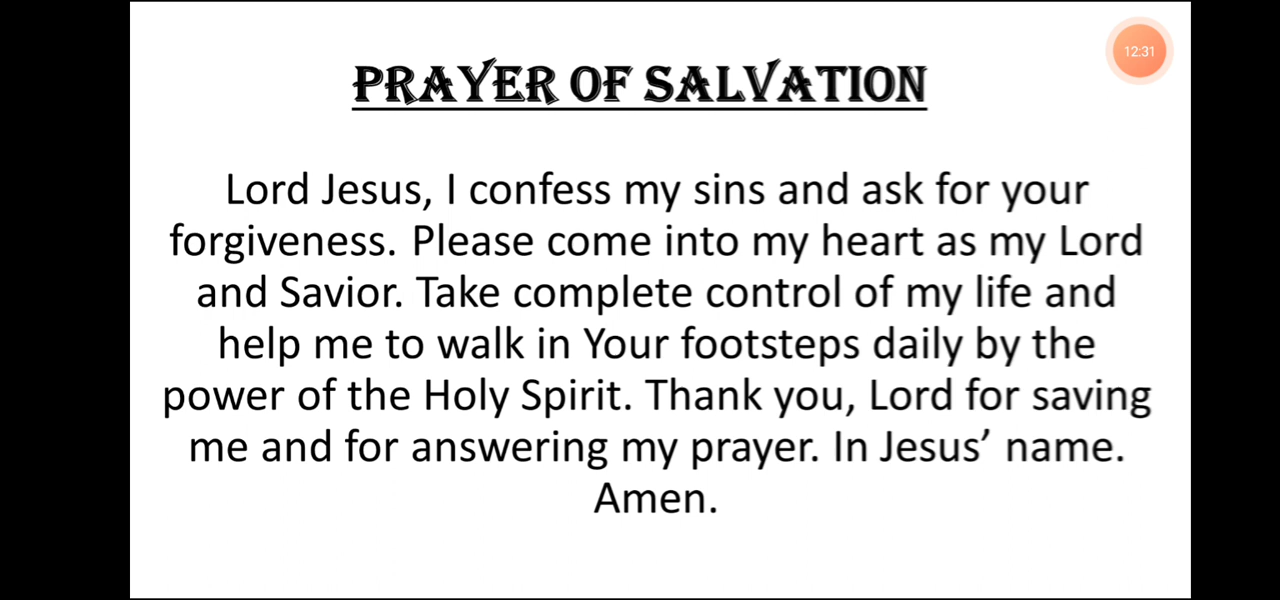 12:31
PRAYER OF SALVATION
Lord Jesus, I confess my sins and ask for your
forgiveness. Please come into my heart as my Lord
and Savior. Take complete control of my life and
help me to walk in Your footsteps daily by the
power of the Holy Spirit. Thank you, Lord for saving
me and for answering my prayer. In Jesus’ name.
Amen.